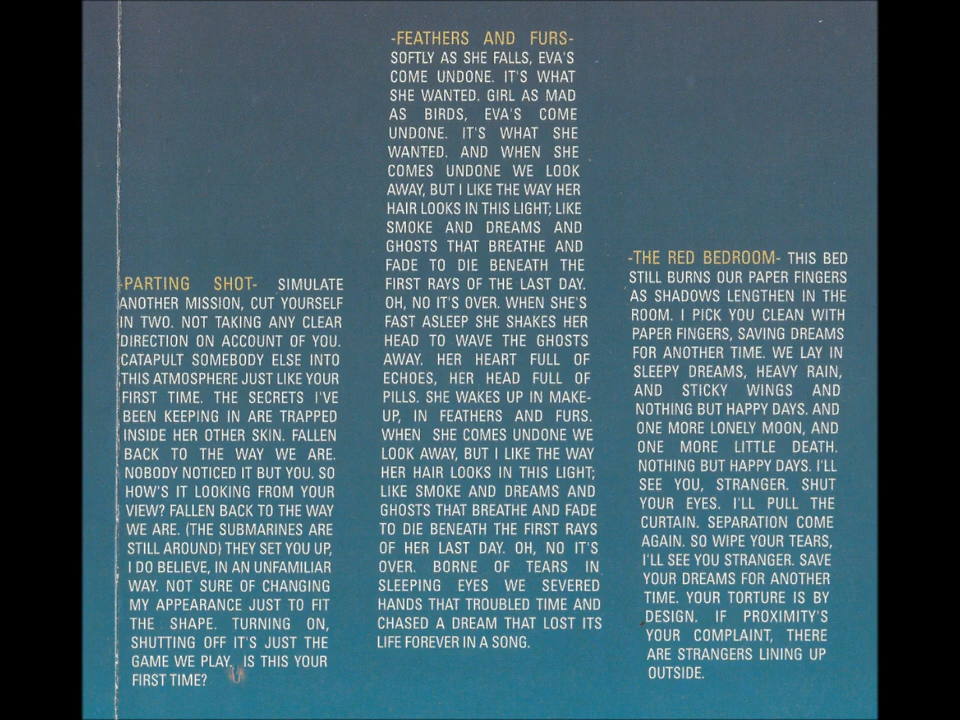 -PARTING SHOT- SIMULATE
ANOTHER MISSION, CUT YOURSELF
IN TWO. NOT TAKING ANY CLEAR
DIRECTION ON ACCOUNT OF YOU.
CATAPULT SOMEBODY ELSE INTO
THIS ATMOSPHERE JUST LIKE YOUR
FIRST TIME. THE SECRETS I'VE
BEEN KEEPING IN ARE TRAPPED
INSIDE HER OTHER SKIN. FALLEN
BACK TO THE WAY WE ARE.
NOBODY NOTICED IT BUT YOU. SO
HOW'S IT LOOKING FROM YOUR
VIEW? FALLEN BACK TO THE WAY
WE ARE. (THE SUBMARINES ARE
STILL AROUND) THEY SET YOU UP,
I DO BELIEVE, IN AN UNFAMILIAR
WAY. NOT SURE OF CHANGING
MY APPEARANCE JUST TO FIT
THE SHAPE. TURNING ON,
SHUTTING OFF IT'S JUST THE
GAME WE PLAY. IS THIS YOUR
FIRST TIME?
-FEATHERS AND FURS-
SOFTLY AS SHE FALLS, EVA'S
COME UNDONE. IT'S WHAT
SHE WANTED. GIRL AS MAD
AS BIRDS, EVA'S COME
UNDONE. IT'S WHAT SHE
WANTED. AND WHEN SHE
COMES UNDONE WE LOOK
AWAY, BUT I LIKE THE WAY HER
HAIR LOOKS IN THIS LIGHT; LIKE
SMOKE AND DREAMS AND
GHOSTS THAT BREATHE AND
FADE TO DIE BENEATH THE
FIRST RAYS OF THE LAST DAY.
OH, NO IT'S OVER. WHEN SHE'S
FAST ASLEEP SHE SHAKES HER
HEAD TO WAVE THE GHOSTS
AWAY. HER HEART FULL OF
ECHOES, HER HEAD FULL OF
PILLS. SHE WAKES UP IN MAKE-
UP, IN FEATHERS AND FURS.
WHEN SHE COMES UNDONE WE
LOOK AWAY, BUT I LIKE THE WAY
HER HAIR LOOKS IN THIS LIGHT;
LIKE SMOKE AND DREAMS AND
GHOSTS THAT BREATHE AND FADE
TO DIE BENEATH THE FIRST RAYS
OF HER LAST DAY. OH, NO IT'S
OVER. BORNE OF TEARS IN
SLEEPING EYES WE SEVERED
HANDS THAT TROUBLED TIME AND
CHASED A DREAM THAT LOST ITS
LIFE FOREVER IN A SONG.
-THE RED BEDROOM- THIS BED
STILL BURNS OUR PAPER FINGERS
AS SHADOWS LENGTHEN IN THE
ROOM. I PICK YOU CLEAN WITH
PAPER FINGERS, SAVING DREAMS
FOR ANOTHER TIME. WE LAY IN
SLEEPY DREAMS, HEAVY RAIN,
AND STICKY WINGS AND
NOTHING BUT HAPPY DAYS. AND
ONE MORE LONELY MOON, AND
ONE MORE LITTLE DEATH.
NOTHING BUT HAPPY DAYS. I'LL
SEE YOU, STRANGER. SHUT
YOUR EYES. I'LL PULL THE
CURTAIN. SEPARATION COME
AGAIN. SO WIPE YOUR TEARS,
I'LL SEE YOU STRANGER. SAVE
YOUR DREAMS FOR ANOTHER
TIME. YOUR TORTURE IS BY
DESIGN. IF PROXIMITY'S
YOUR COMPLAINT, THERE
ARE STRANGERS LINING UP
OUTSIDE.